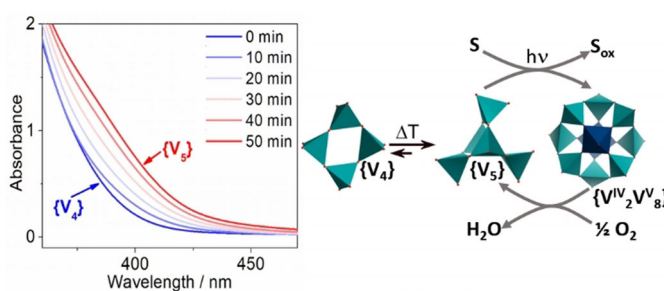 Absorbance
2
1
0
400
450
Wavelength / nm
0 min
10 min
20 min
30 min
40 min
50 min
{V₅}
{V₄}
{V₄}
ΔT
{V₅}
S
hν
Sₒₓ
{Vᴵⱽ₂Vⱽ₈}
H₂O
½ O₂